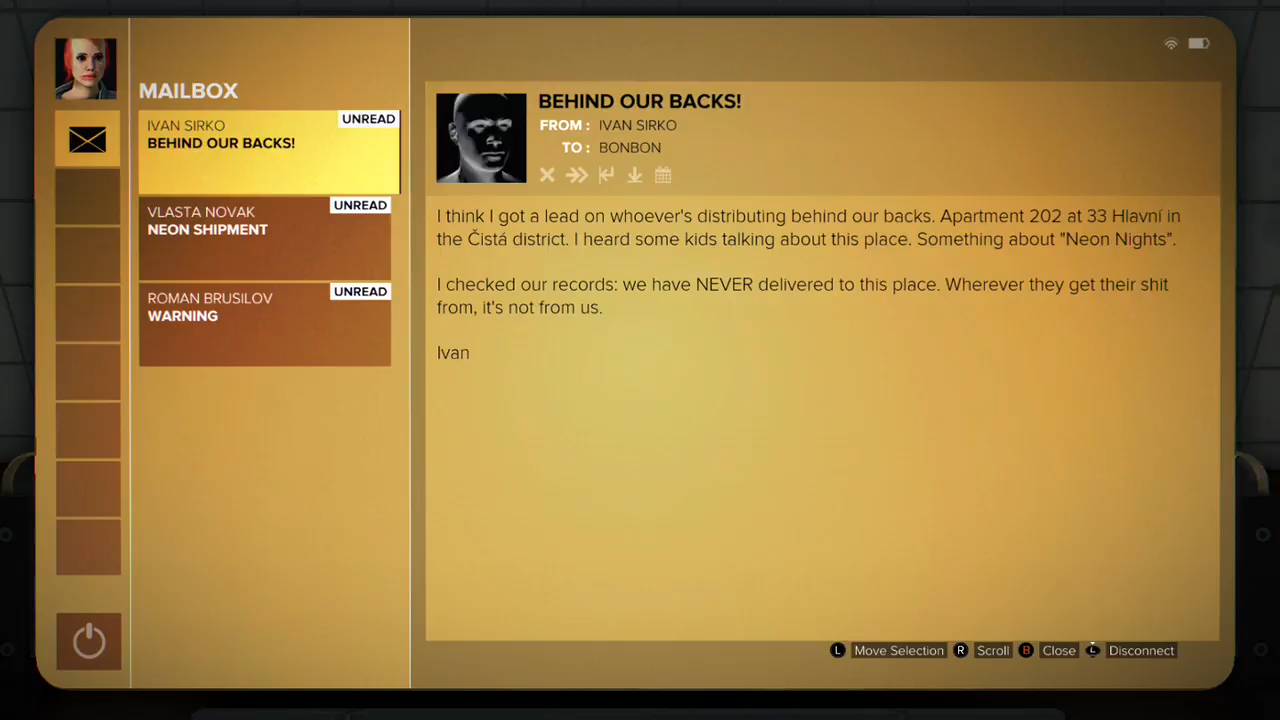 MAILBOX
IVAN SIRKO
UNREAD
BEHIND OUR BACKS!
VLASTA NOVAK
UNREAD
NEON SHIPMENT
ROMAN BRUSILOV
UNREAD
WARNING
BEHIND OUR BACKS!
FROM : IVAN SIRKO
TO : BONBON
I think I got a lead on whoever's distributing behind our backs. Apartment 202 at 33 Hlavní in
the Čistá district. I heard some kids talking about this place. Something about "Neon Nights".
I checked our records: we have NEVER delivered to this place. Wherever they get their shit
from, it's not from us.
Ivan
L Move Selection R Scroll B Close L Disconnect